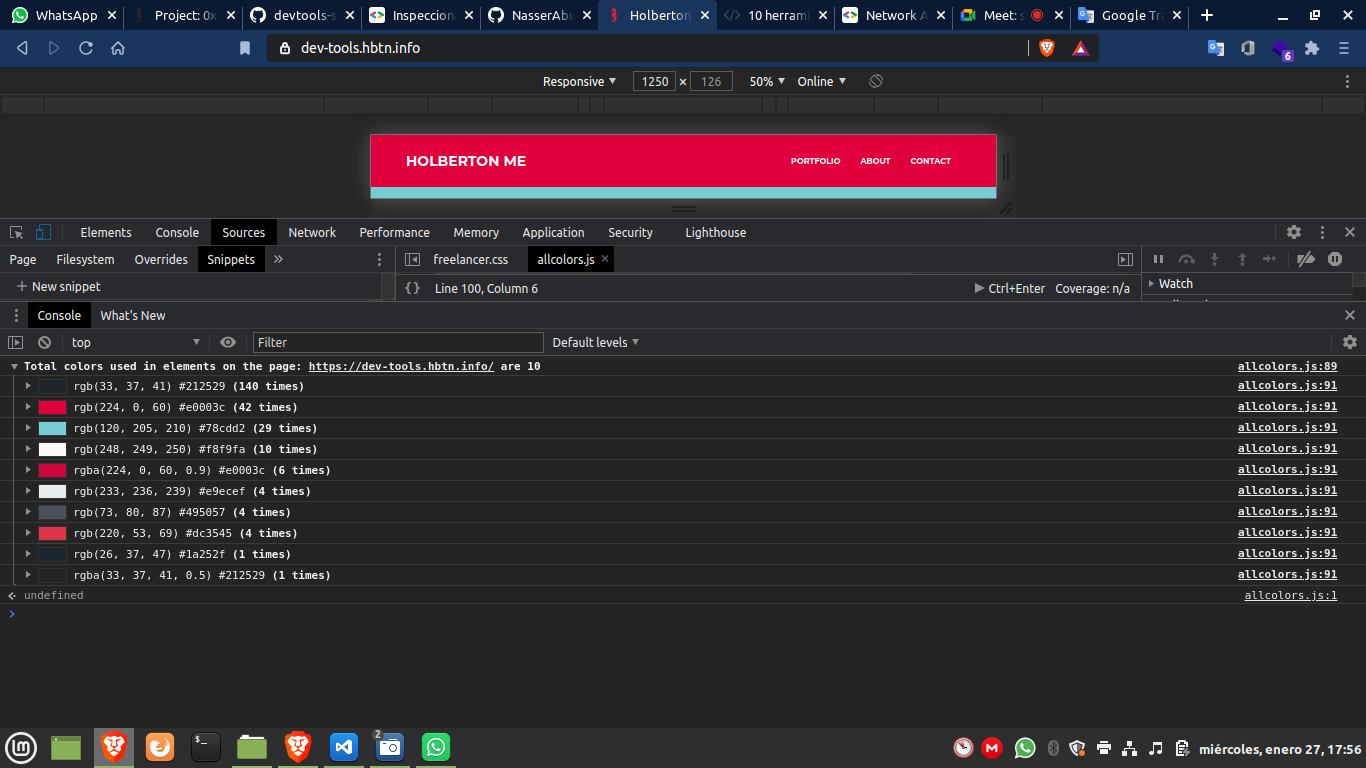 WhatsApp
Project: 0x
devtools-s
Inspeccion
NasserAbu
Holberton
10 herrami
Network A
Meet: s
Google Tra
dev-tools.hbtn.info
6
Responsive ▼ 1250 × 126 50% ▼ Online ▼
HOLBERTON ME
PORTFOLIO ABOUT CONTACT
Elements Console Sources Network Performance Memory Application Security Lighthouse
Page Filesystem Overrides Snippets »
freelancer.css allcolors.js ×
+ New snippet
{} Line 100, Column 6
Ctrl+Enter Coverage: n/a
Watch
Console What's New
top
Filter
Default levels ▼
Total colors used in elements on the page: https://dev-tools.hbtn.info/ are 10 allcolors.js:89
rgb(33, 37, 41) #212529 (140 times) allcolors.js:91
rgb(224, 0, 60) #e0003c (42 times) allcolors.js:91
rgb(120, 205, 210) #78cdd2 (29 times) allcolors.js:91
rgb(248, 249, 250) #f8f9fa (10 times) allcolors.js:91
rgba(224, 0, 60, 0.9) #e0003c (6 times) allcolors.js:91
rgb(233, 236, 239) #e9ecef (4 times) allcolors.js:91
rgb(73, 80, 87) #495057 (4 times) allcolors.js:91
rgb(220, 53, 69) #dc3545 (4 times) allcolors.js:91
rgb(26, 37, 47) #1a252f (1 times) allcolors.js:91
rgba(33, 37, 41, 0.5) #212529 (1 times) allcolors.js:91
undefined allcolors.js:1
2
miércoles, enero 27, 17:56